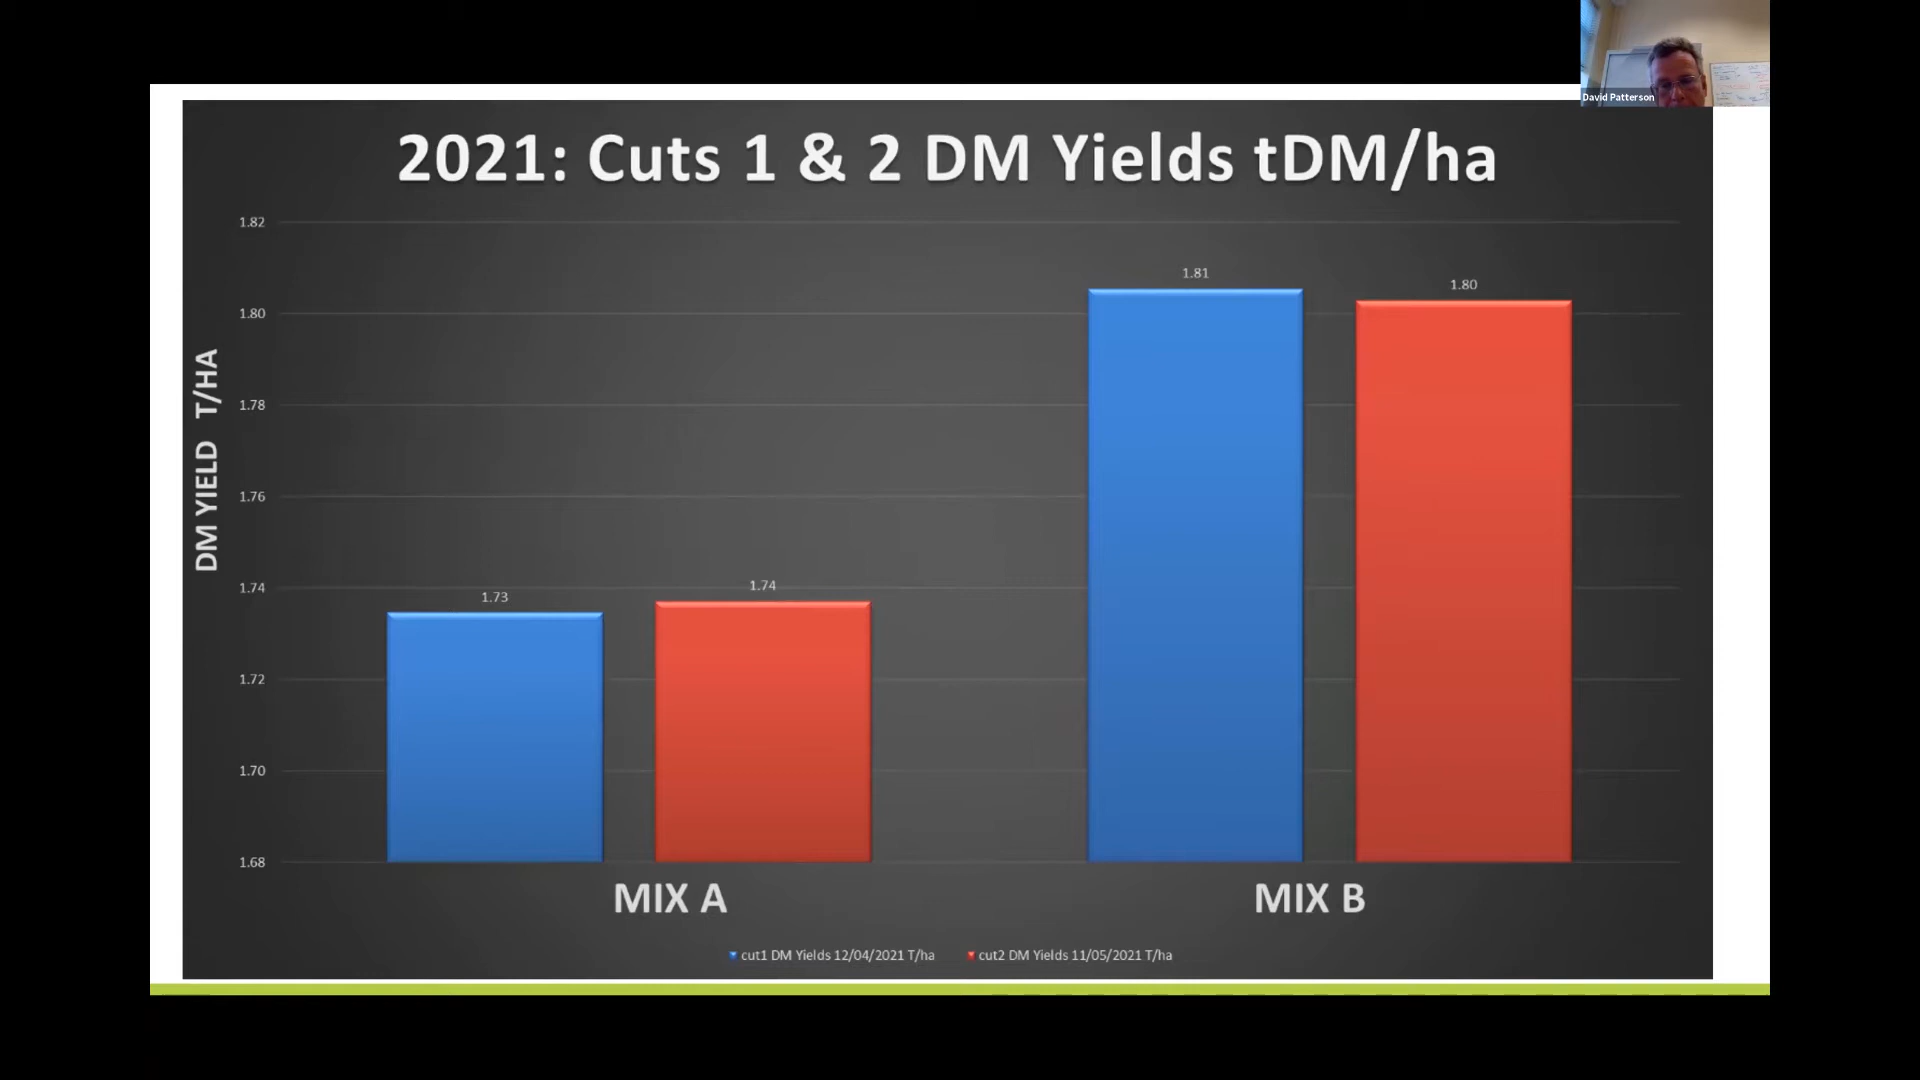 David Patterson
2021: Cuts 1 & 2 DM Yields tDM/ha
DM YIELD T/HA
1.82
1.80
1.78
1.76
1.74
1.72
1.70
1.68
1.73
1.74
1.81
1.80
MIX A
MIX B
cut1 DM Yields 12/04/2021 T/ha
cut2 DM Yields 11/05/2021 T/ha